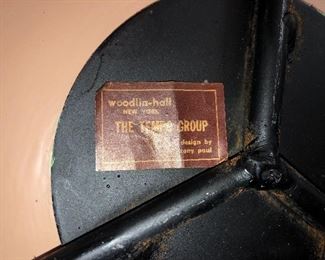 woodlin-hall
NEW YORK
THE TEMPO GROUP
design by
tony paul